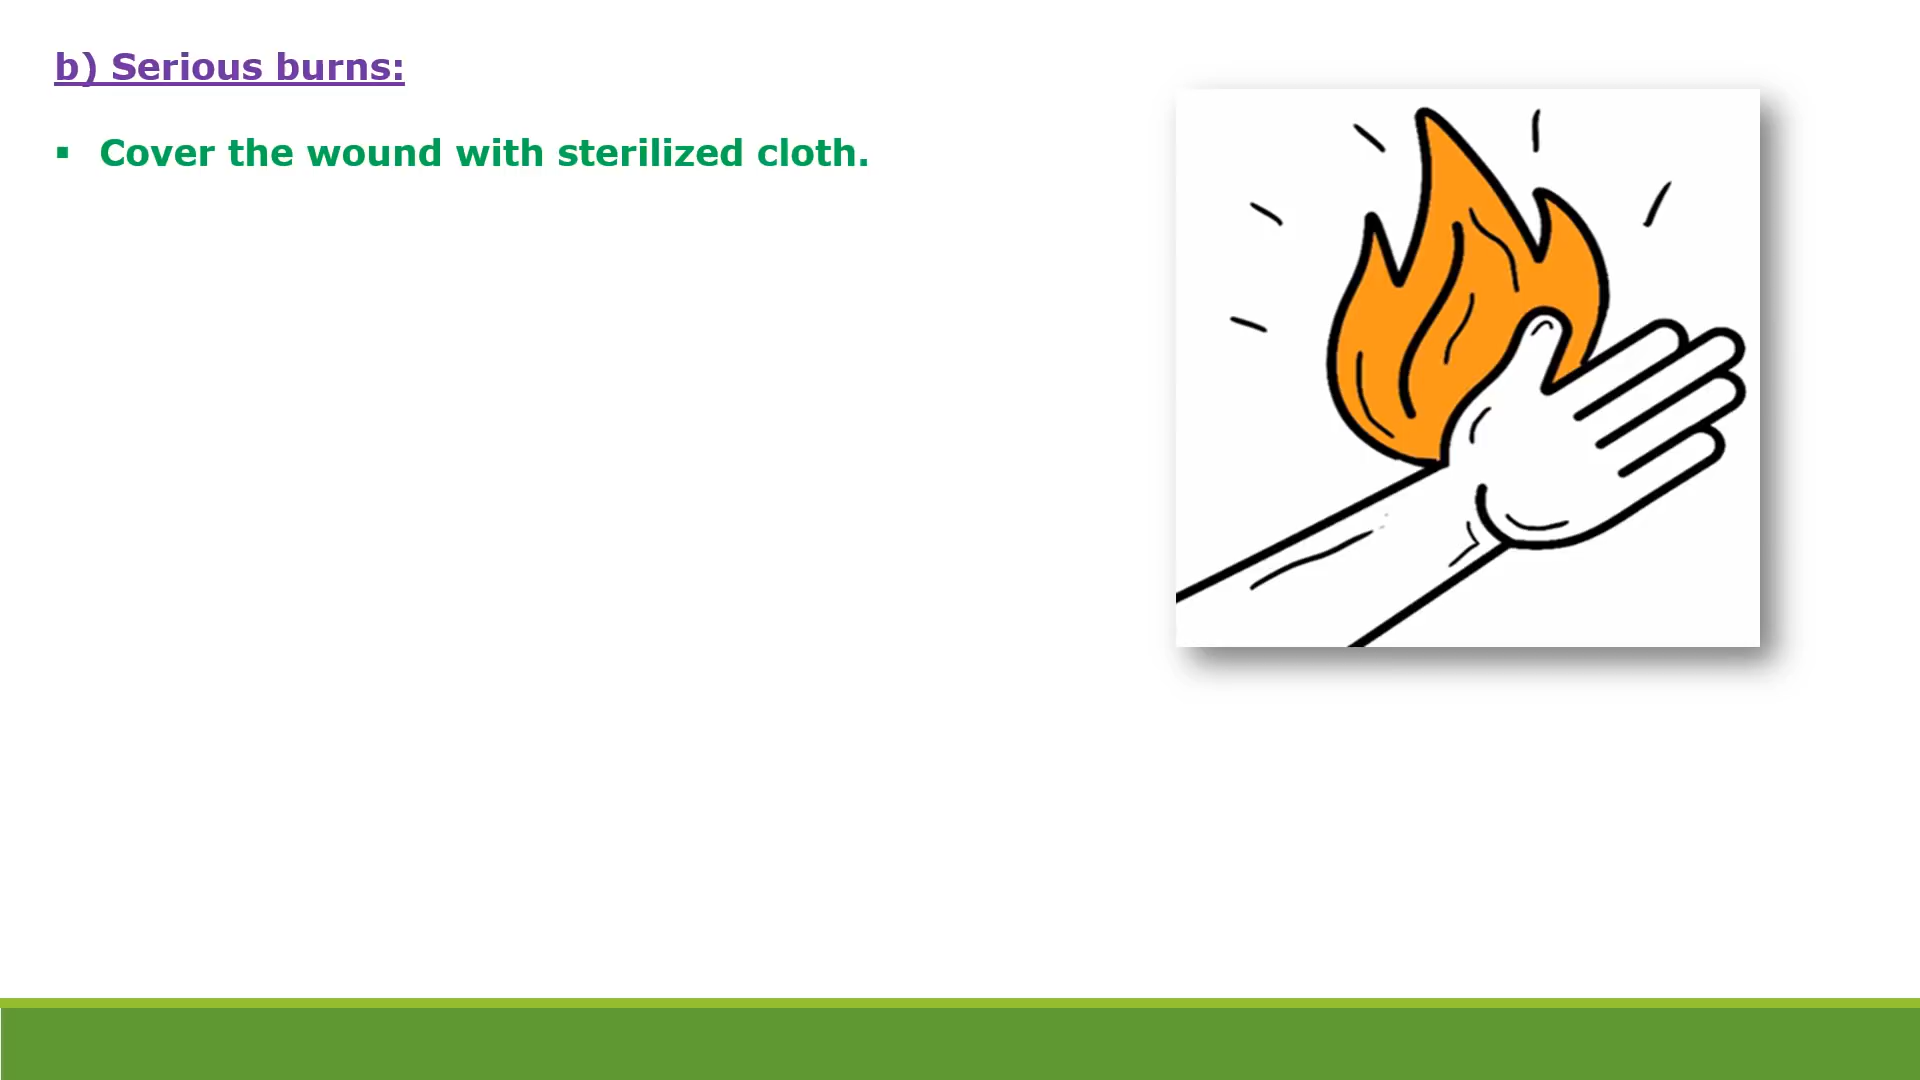 b) Serious burns:
▪ Cover the wound with sterilized cloth.